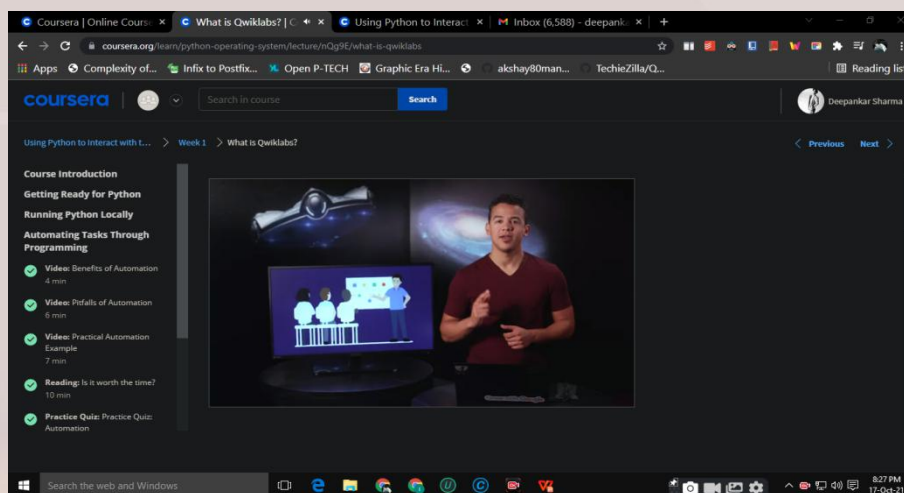 Coursera | Online Course
What is Qwiklabs? | C
Using Python to Interact
Inbox (6,588) - deepanka
coursera.org/learn/python-operating-system/lecture/nQg9E/what-is-qwiklabs
Apps
Complexity of...
Infix to Postfix...
Open P-TECH
Graphic Era Hi...
akshay80man...
TechieZilla/Q...
Reading list
coursera
Search in course
Search
Deepankar Sharma
Using Python to Interact with t... > Week 1 > What is Qwiklabs?
< Previous Next >
Course Introduction
Getting Ready for Python
Running Python Locally
Automating Tasks Through
Programming
Video: Benefits of Automation
4 min
Video: Pitfalls of Automation
6 min
Video: Practical Automation
Example
7 min
Reading: Is it worth the time?
10 min
Practice Quiz: Practice Quiz:
Automation
Search the web and Windows
8:27 PM
17-Oct-21